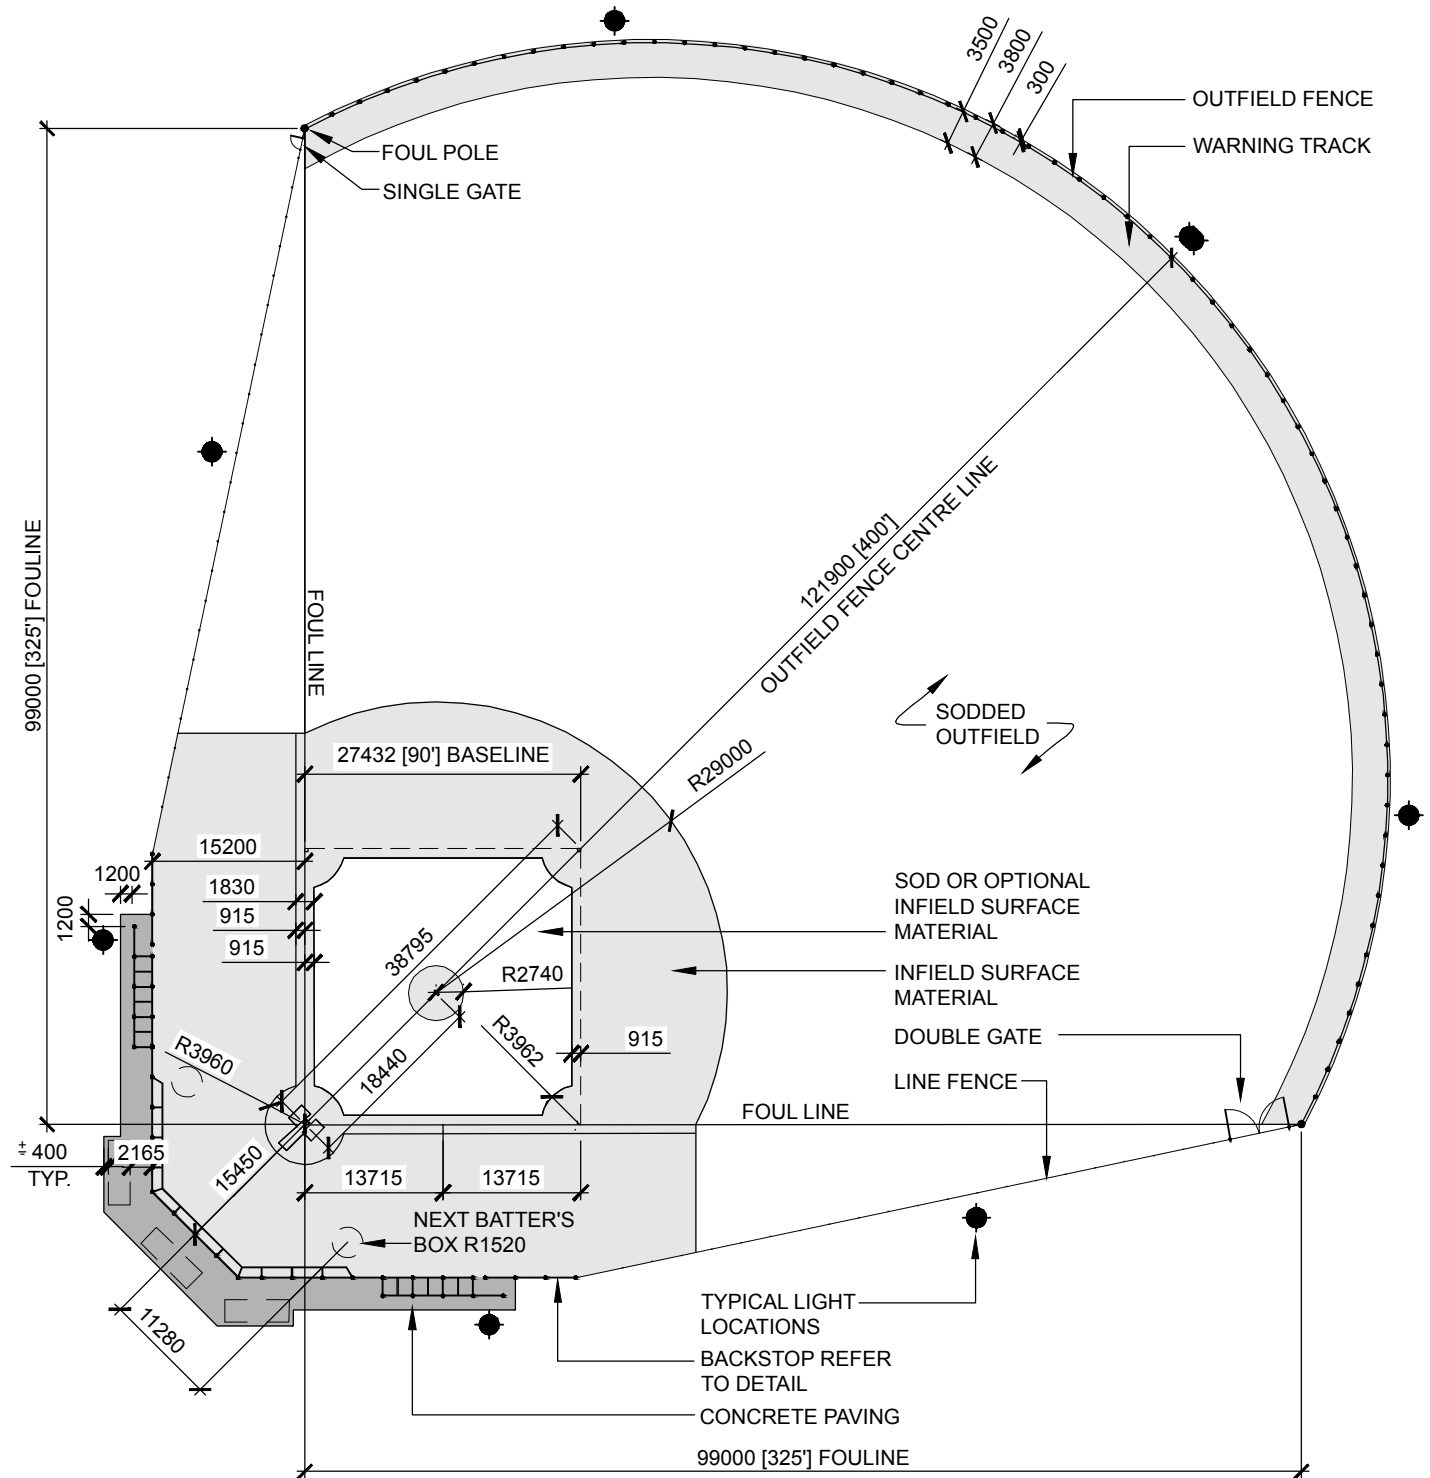 3500
3800
300
OUTFIELD FENCE
WARNING TRACK
FOUL POLE
SINGLE GATE
99000 [325'] FOULINE
FOUL LINE
121900 [400']
OUTFIELD FENCE CENTRE LINE
SODDED
OUTFIELD
27432 [90'] BASELINE
R29000
15200
1200
1830
1200
915
915
38795
R2740
SOD OR OPTIONAL
INFIELD SURFACE
MATERIAL
INFIELD SURFACE
MATERIAL
R3960
R3962
18440
915
DOUBLE GATE
LINE FENCE
FOUL LINE
±400
TYP.
2165
15450
13715
13715
NEXT BATTER'S
BOX R1520
11280
TYPICAL LIGHT
LOCATIONS
BACKSTOP REFER
TO DETAIL
CONCRETE PAVING
99000 [325'] FOULINE